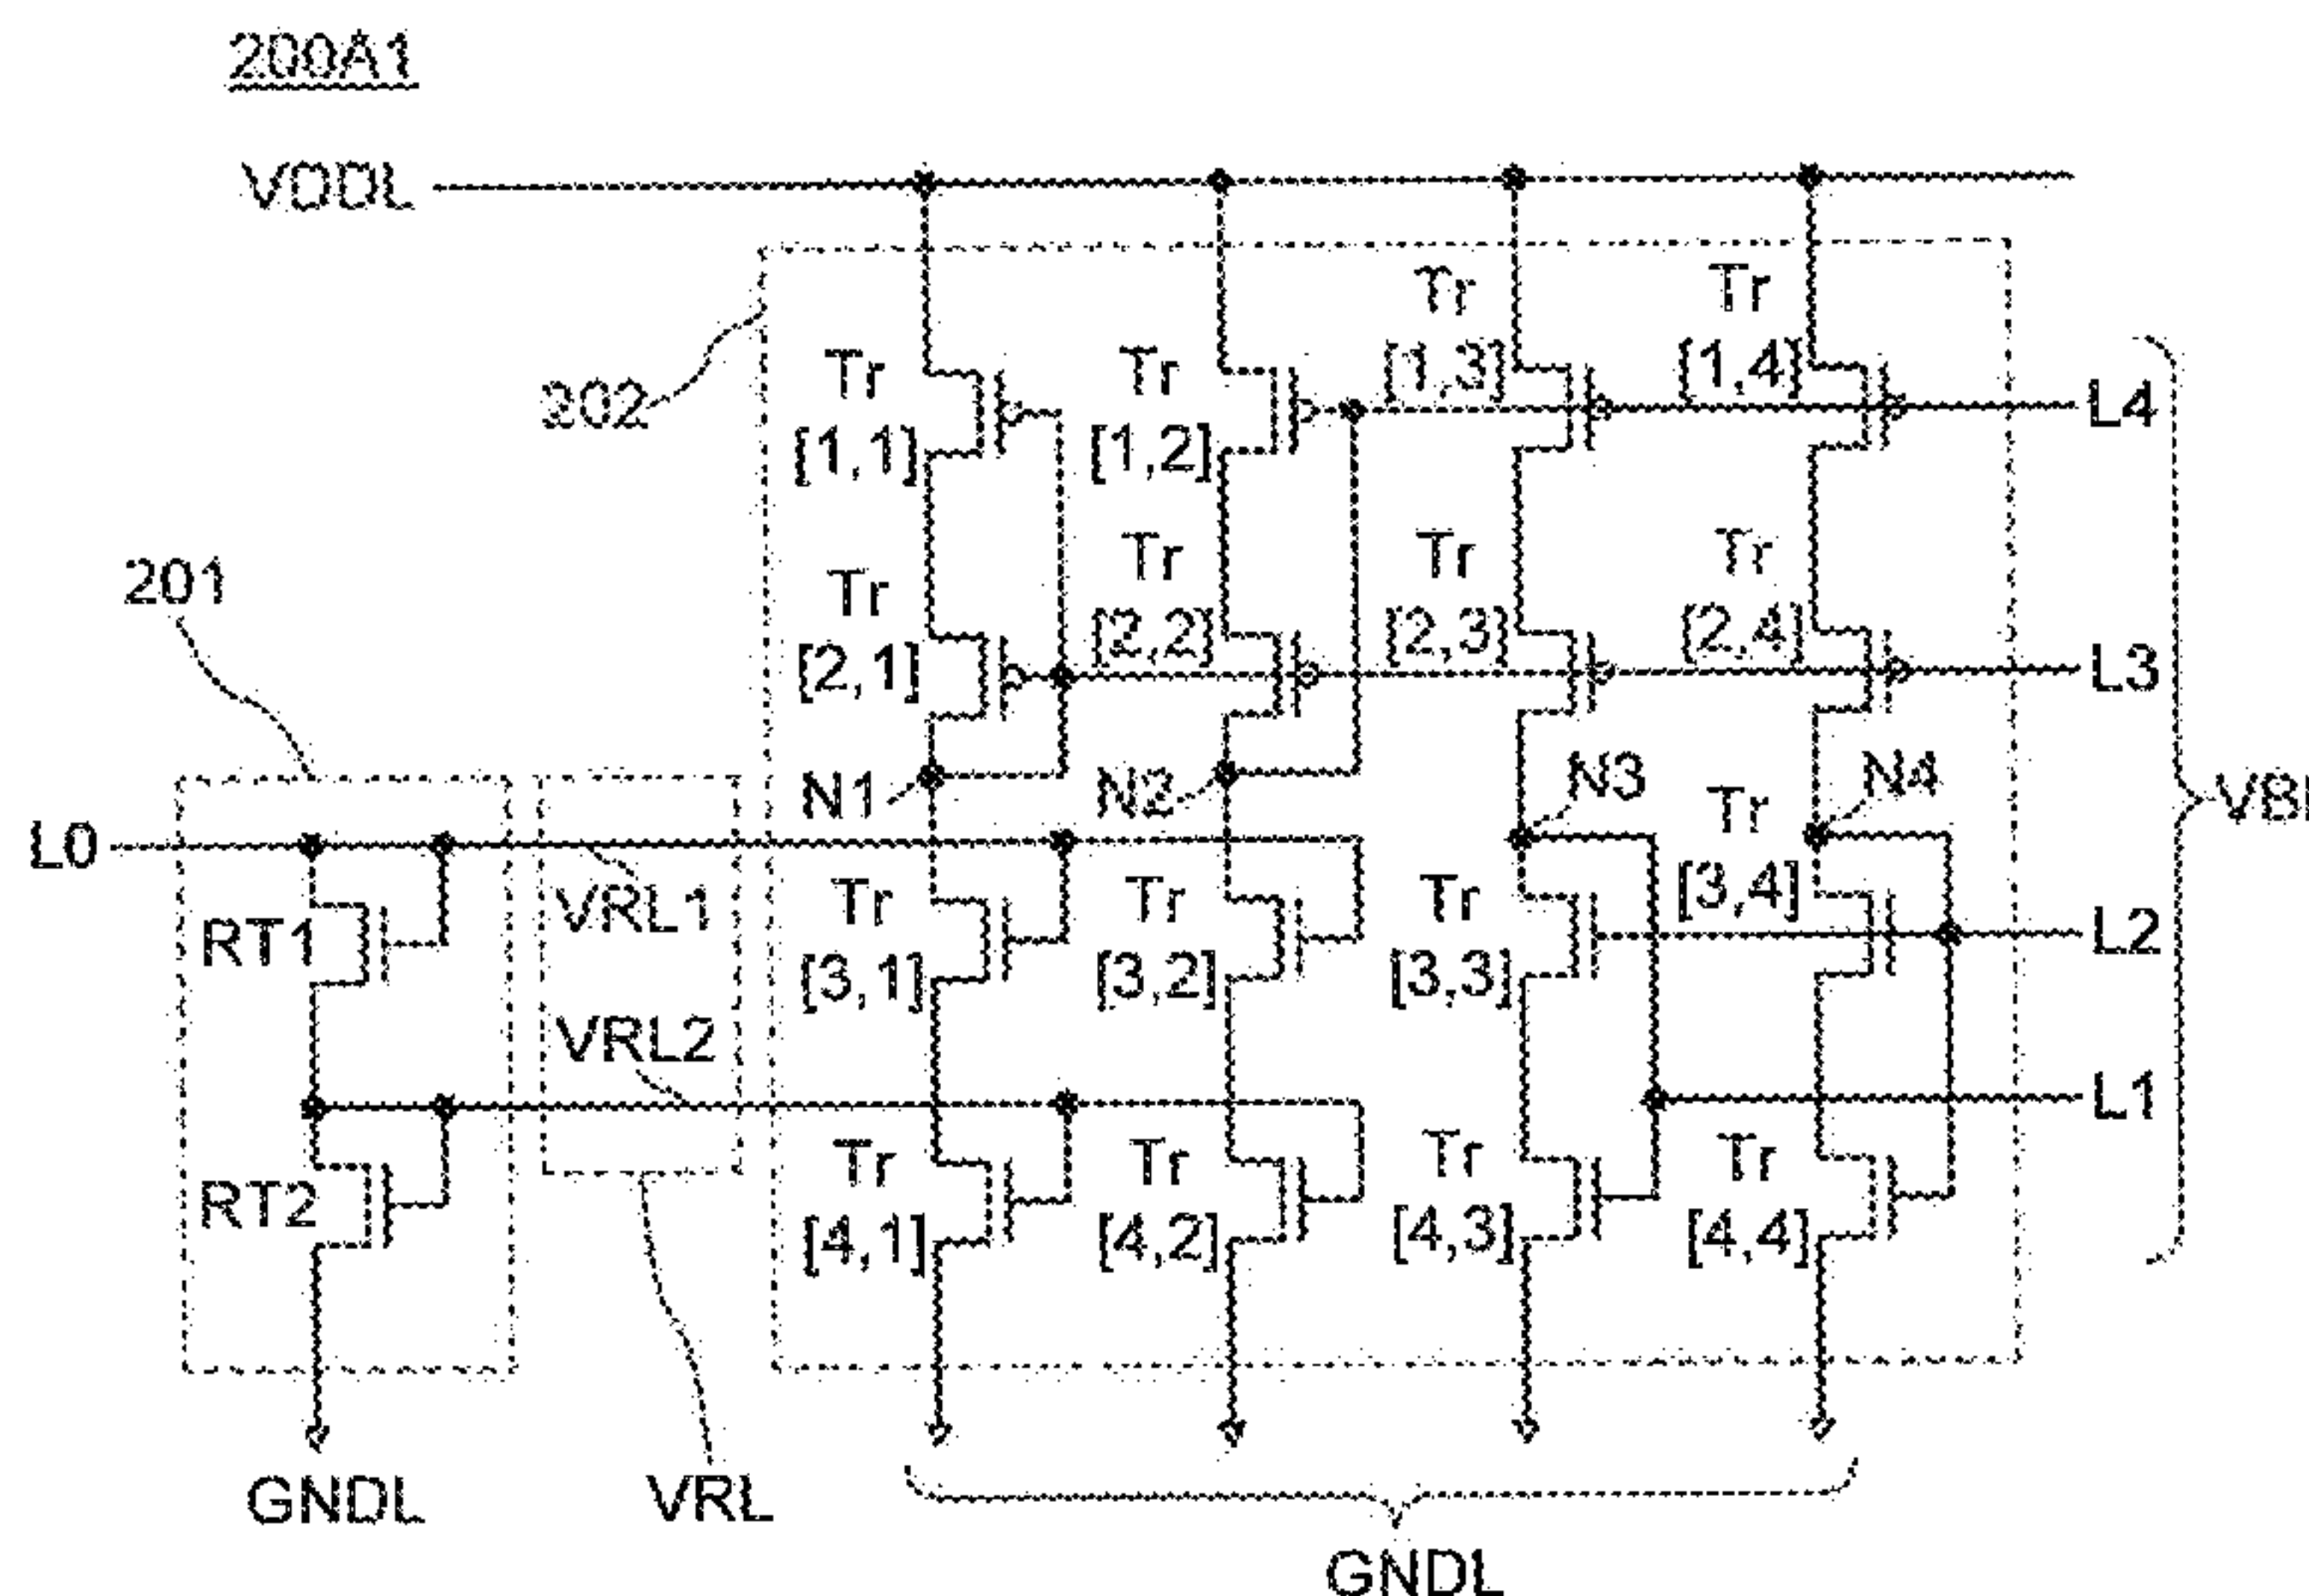 200A1
VDDL
Tr
[1,1]
Tr
[1,2]
Tr
[1,3]
Tr
[1,4]
L4
202
Tr
[2,1]
Tr
[2,2]
Tr
[2,3]
Tr
[2,4]
L3
201
N1
N2
N3
N4
L0
RT1
VRL1
Tr
[3,1]
Tr
[3,2]
Tr
[3,3]
Tr
[3,4]
L2
VRL2
L1
RT2
Tr
[4,1]
Tr
[4,2]
Tr
[4,3]
Tr
[4,4]
GNDL
VRL
GNDL